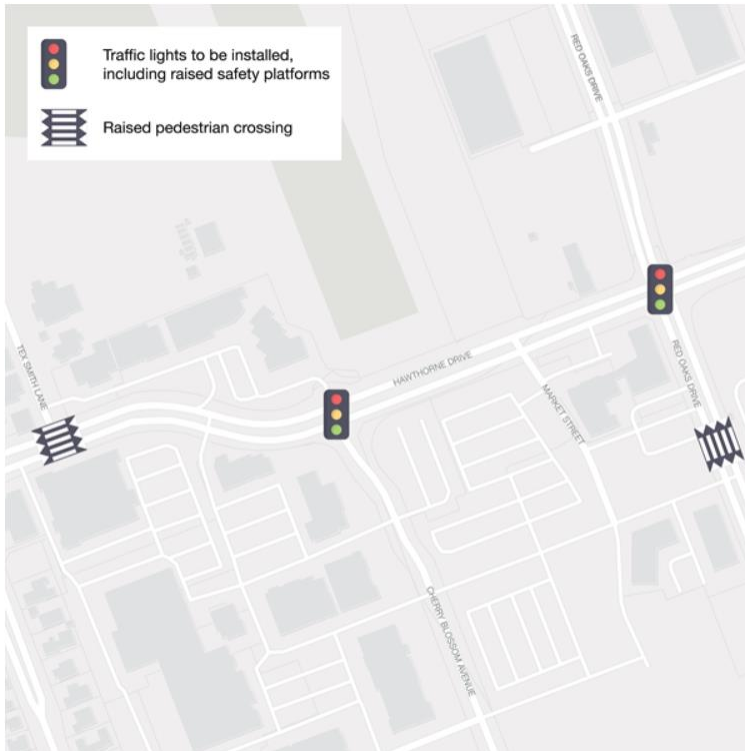 Traffic lights to be installed,
including raised safety platforms
Raised pedestrian crossing
RED OAKS DRIVE
TEX SMITH LANE
HAWTHORNE DRIVE
MARKET STREET
RED OAKS DRIVE
CHERRY BLOSSOM AVENUE